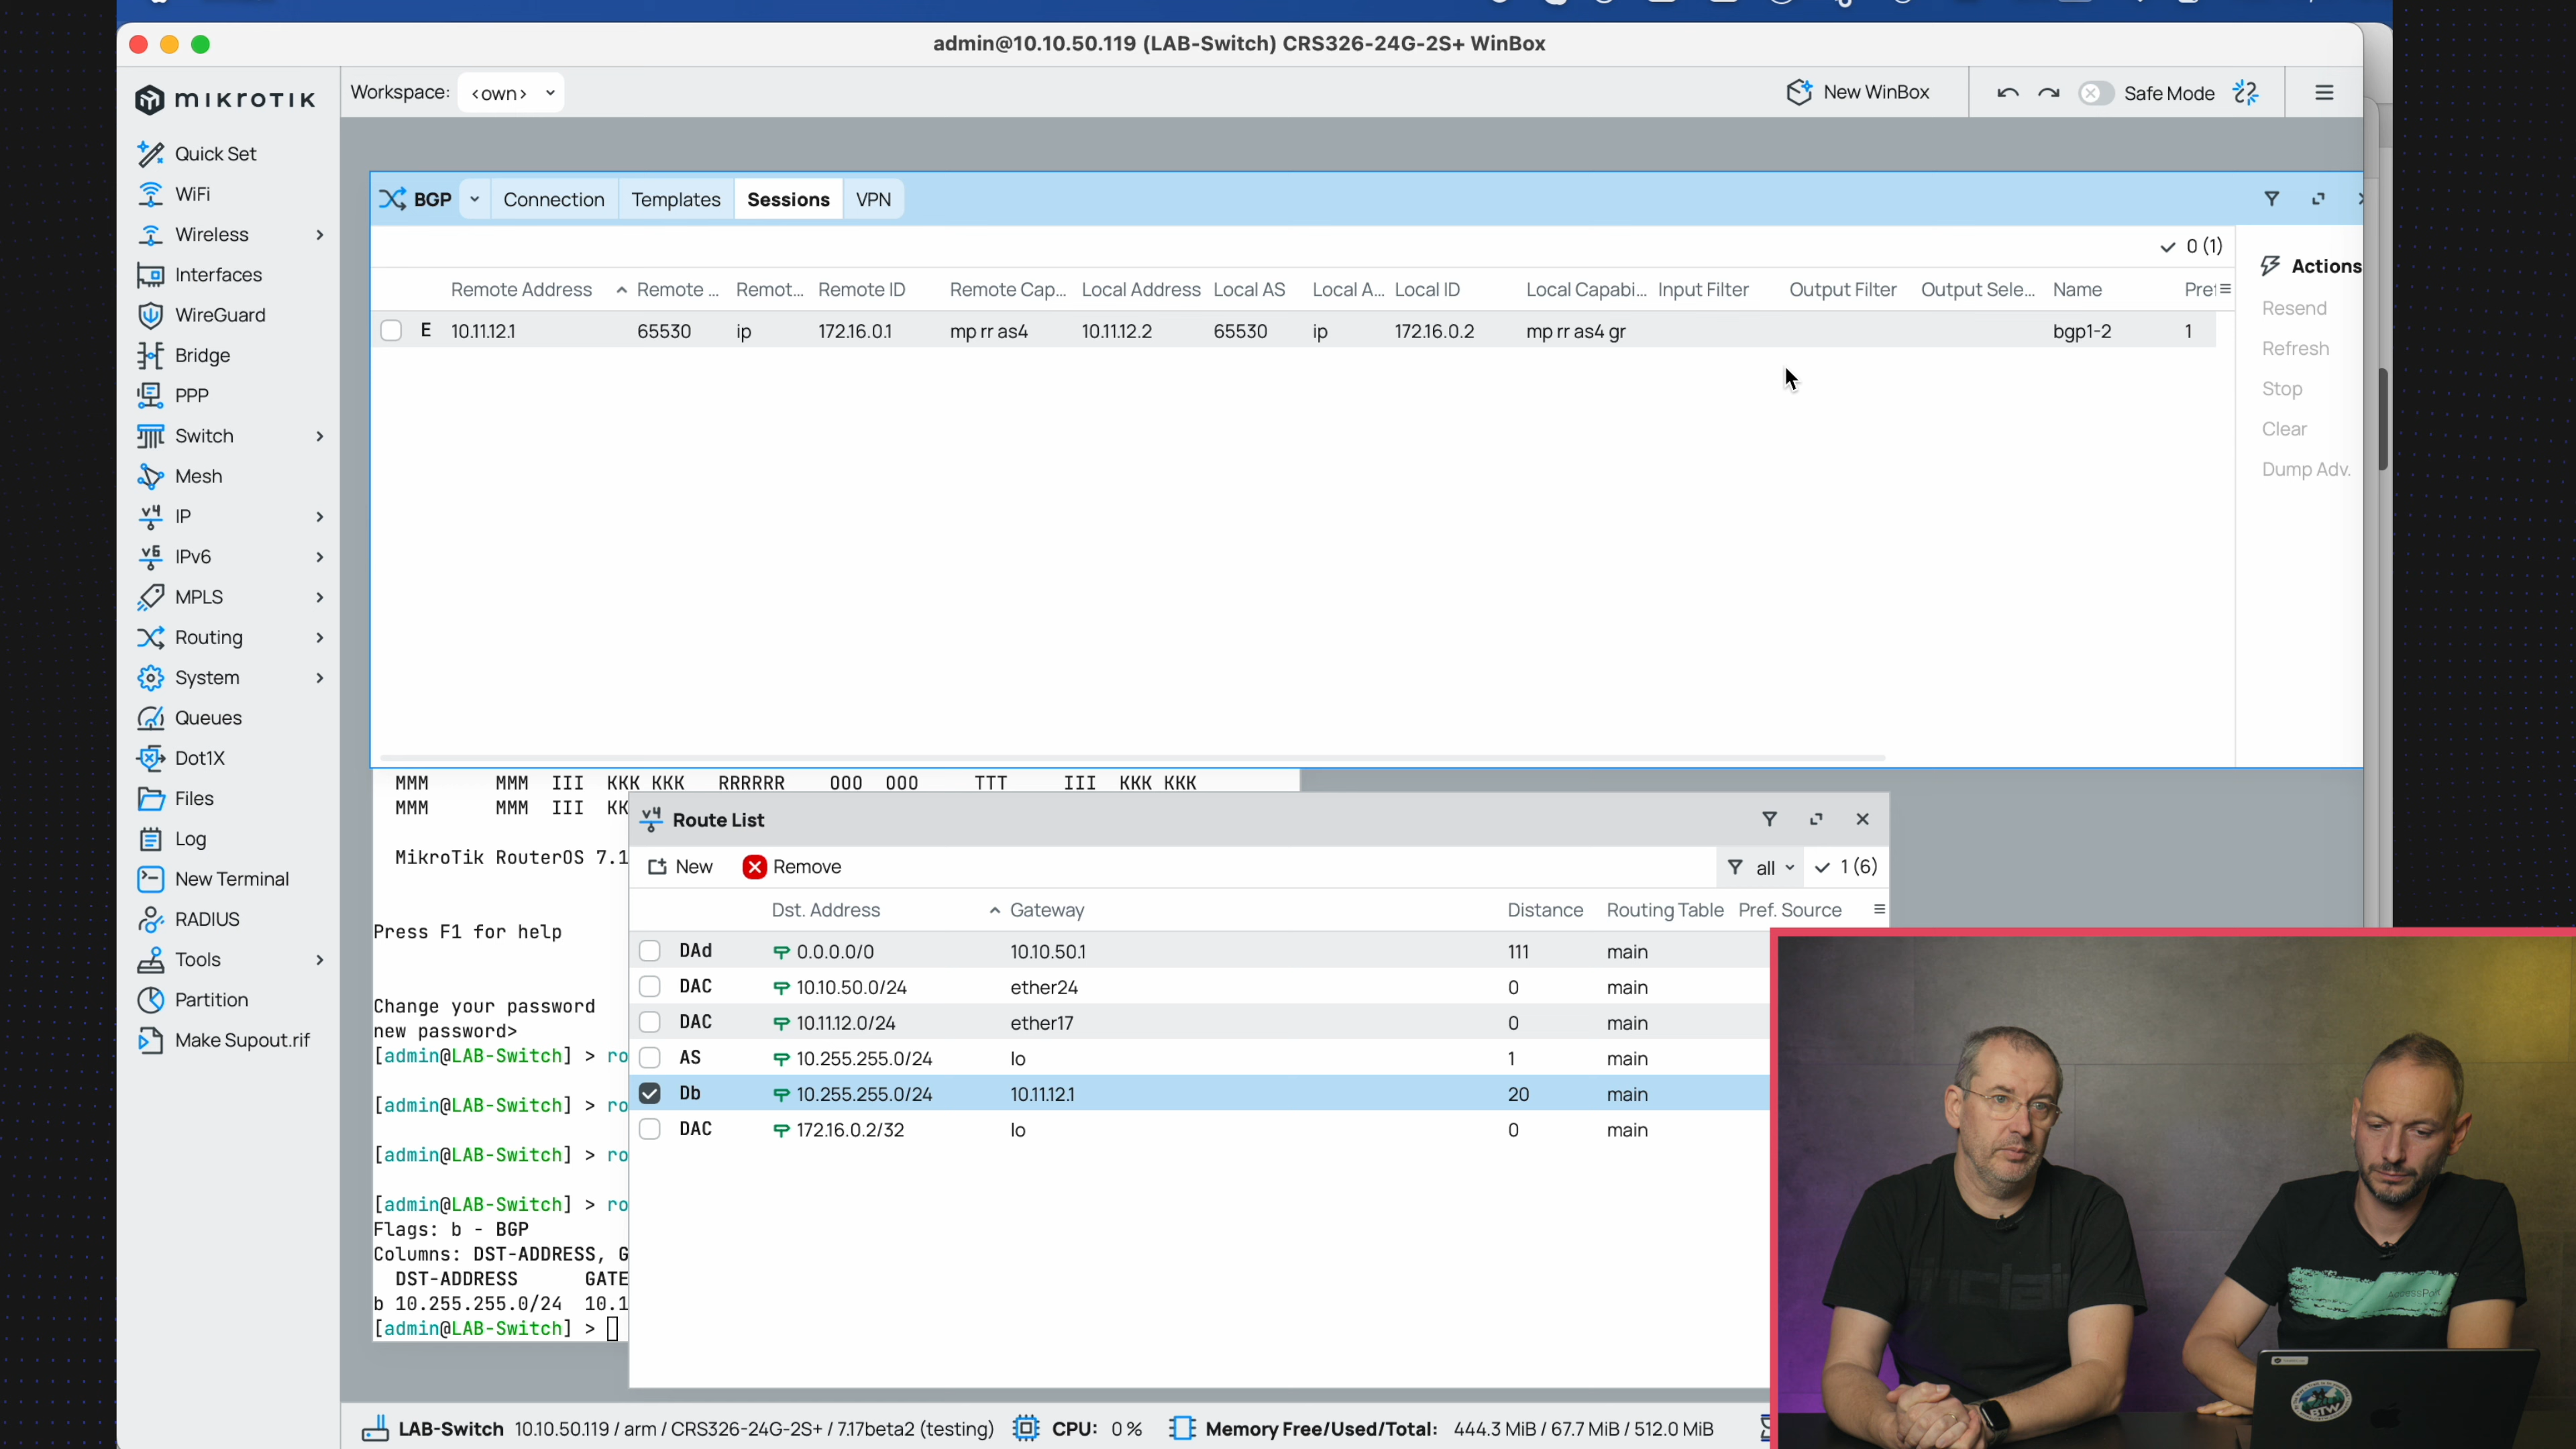 admin@10.10.50.119 (LAB-Switch) CRS326-24G-2S+ WinBox
mikrotik
Workspace: <own>
New WinBox
Safe Mode
Quick Set
WiFi
Wireless
Interfaces
WireGuard
Bridge
PPP
Switch
Mesh
IP
IPv6
MPLS
Routing
System
Queues
Dot1X
Files
Log
New Terminal
RADIUS
Tools
Partition
Make Supout.rif
BGP Connection Templates Sessions VPN
0 (1)
Remote Address Remote ... Remot... Remote ID Remote Cap... Local Address Local AS Local A... Local ID Local Capabi... Input Filter Output Filter Output Sele... Name Pre
E 10.11.12.1 65530 ip 172.16.0.1 mp rr as4 10.11.12.2 65530 ip 172.16.0.2 mp rr as4 gr bgp1-2 1
Actions
Resend
Refresh
Stop
Clear
Dump Adv.
MMM MMM III KKK KKK RRRRRR OOO OOO TTT III KKK KKK
MMM MMM III KK
MikroTik RouterOS 7.1
Press F1 for help
Change your password
new password>
[admin@LAB-Switch] > ro
[admin@LAB-Switch] > ro
[admin@LAB-Switch] > ro
[admin@LAB-Switch] > ro
Flags: b - BGP
Columns: DST-ADDRESS, G
DST-ADDRESS GATE
b 10.255.255.0/24 10.1
[admin@LAB-Switch] >
v4 Route List
New Remove all 1 (6)
Dst. Address Gateway Distance Routing Table Pref. Source
DAd 0.0.0.0/0 10.10.50.1 111 main
DAC 10.10.50.0/24 ether24 0 main
DAC 10.11.12.0/24 ether17 0 main
AS 10.255.255.0/24 lo 1 main
Db 10.255.255.0/24 10.11.12.1 20 main
DAC 172.16.0.2/32 lo 0 main
LAB-Switch 10.10.50.119 / arm / CRS326-24G-2S+ / 7.17beta2 (testing) CPU: 0 % Memory Free/Used/Total: 444.3 MiB / 67.7 MiB / 512.0 MiB
BTW